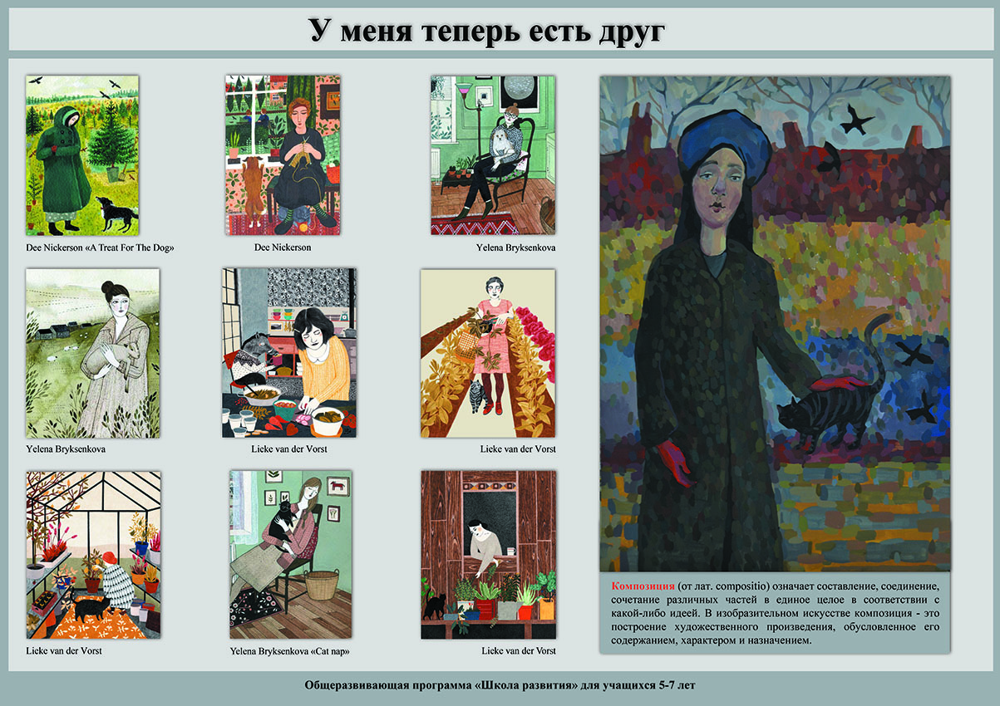 У меня теперь есть друг
Dee Nickerson «A Treat For The Dog»
Dee Nickerson
Yelena Bryksenkova
Yelena Bryksenkova
Lieke van der Vorst
Lieke van der Vorst
Lieke van der Vorst
Yelena Bryksenkova «Cat nap»
Lieke van der Vorst
Композиция (от лат. compositio) означает составление, соединение,
сочетание различных частей в единое целое в соответствии с
какой-либо идеей. В изобразительном искусстве композиция - это
построение художественного произведения, обусловленное его
содержанием, характером и назначением.
Общеразвивающая программа «Школа развития» для учащихся 5-7 лет